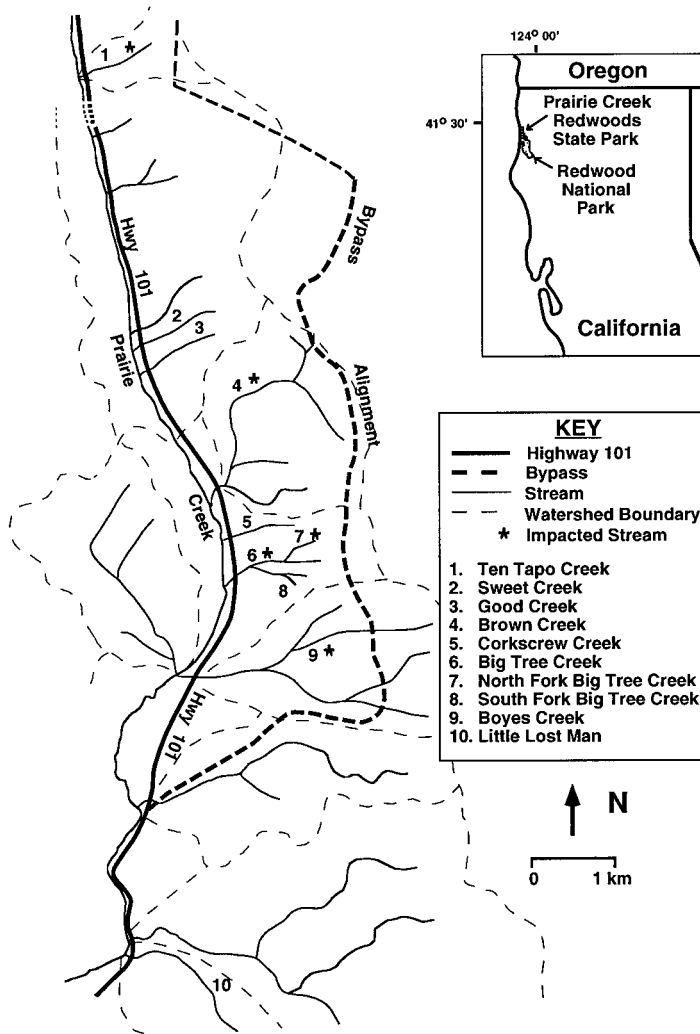 1 *
Hwy 101
Bypass
2
3
Prairie
4 *
Alignment
Creek
5
7 *
6 *
8
9 *
Hwy 101
10
124° 00'
41° 30'
Oregon
Prairie Creek
Redwoods
State Park
Redwood
National
Park
California
KEY
Highway 101
Bypass
Stream
Watershed Boundary
* Impacted Stream
1. Ten Tapo Creek
2. Sweet Creek
3. Good Creek
4. Brown Creek
5. Corkscrew Creek
6. Big Tree Creek
7. North Fork Big Tree Creek
8. South Fork Big Tree Creek
9. Boyes Creek
10. Little Lost Man
N
0 1 km